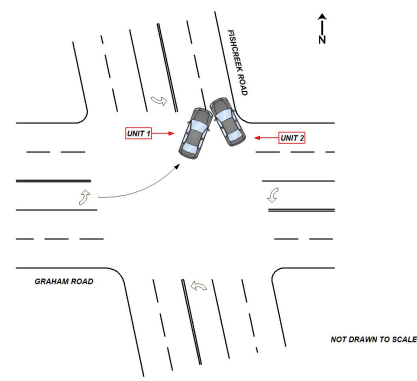 N
FISHCREEK ROAD
UNIT 1
UNIT 2
GRAHAM ROAD
NOT DRAWN TO SCALE